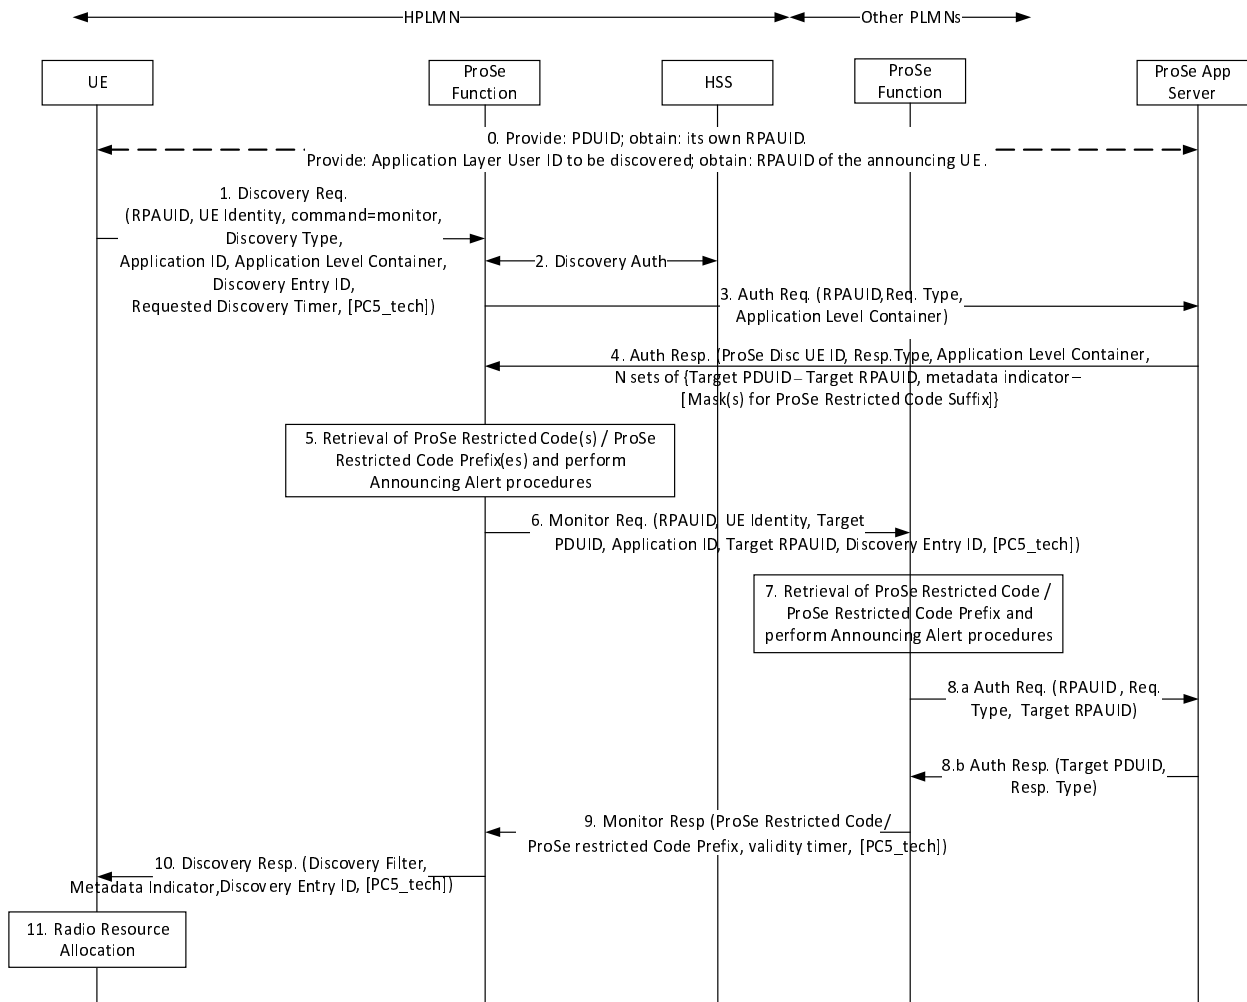 HPLMN
Other PLMNs
UE
ProSe
Function
HSS
ProSe
Function
ProSe App
Server
0. Provide: PDUID; obtain: its own RPAUID.
Provide: Application Layer User ID to be discovered; obtain: RPAUID of the announcing UE.
1. Discovery Req.
(RPAUID, UE Identity, command=monitor,
Discovery Type,
Application ID, Application Level Container,
Discovery Entry ID,
Requested Discovery Timer, [PC5_tech])
2. Discovery Auth
3. Auth Req. (RPAUID,Req. Type,
Application Level Container)
4. Auth Resp. (ProSe Disc UE ID, Resp.Type, Application Level Container,
N sets of {Target PDUID – Target RPAUID, metadata indicator –
[Mask(s) for ProSe Restricted Code Suffix]}
5. Retrieval of ProSe Restricted Code(s) / ProSe
Restricted Code Prefix(es) and perform
Announcing Alert procedures
6. Monitor Req. (RPAUID, UE Identity, Target
PDUID, Application ID, Target RPAUID, Discovery Entry ID, [PC5_tech])
7. Retrieval of ProSe Restricted Code /
ProSe Restricted Code Prefix and
perform Announcing Alert procedures
8.a Auth Req. (RPAUID , Req.
Type, Target RPAUID)
8.b Auth Resp. (Target PDUID,
Resp. Type)
9. Monitor Resp (ProSe Restricted Code/
ProSe restricted Code Prefix, validity timer, [PC5_tech])
10. Discovery Resp. (Discovery Filter,
Metadata Indicator,Discovery Entry ID, [PC5_tech])
11. Radio Resource
Allocation